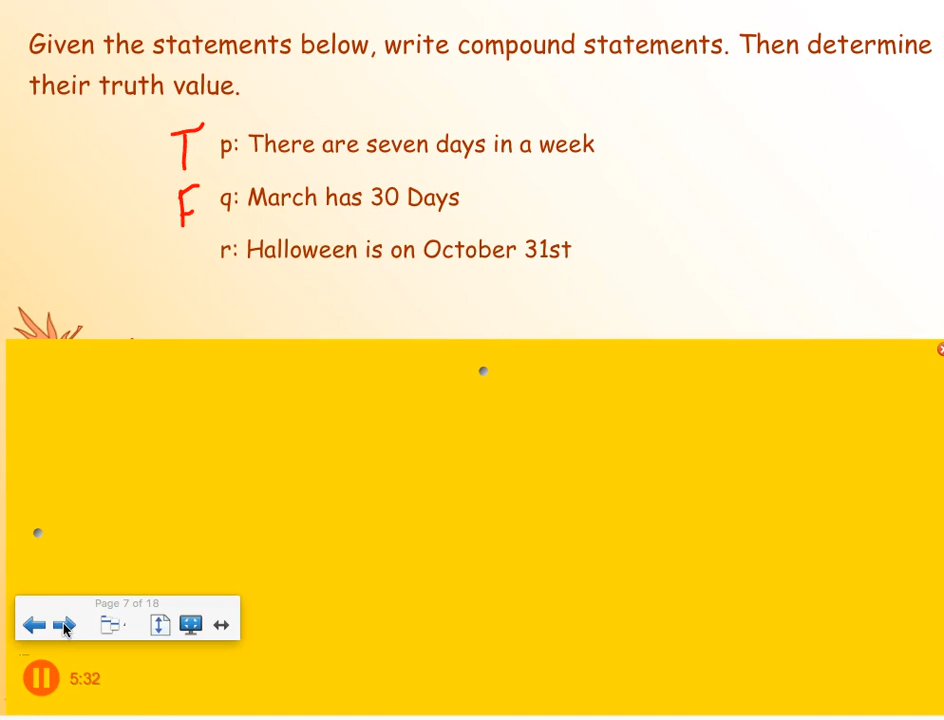 Given the statements below, write compound statements. Then determine
their truth value.
T p: There are seven days in a week
F q: March has 30 Days
r: Halloween is on October 31st
Page 7 of 18
5:32